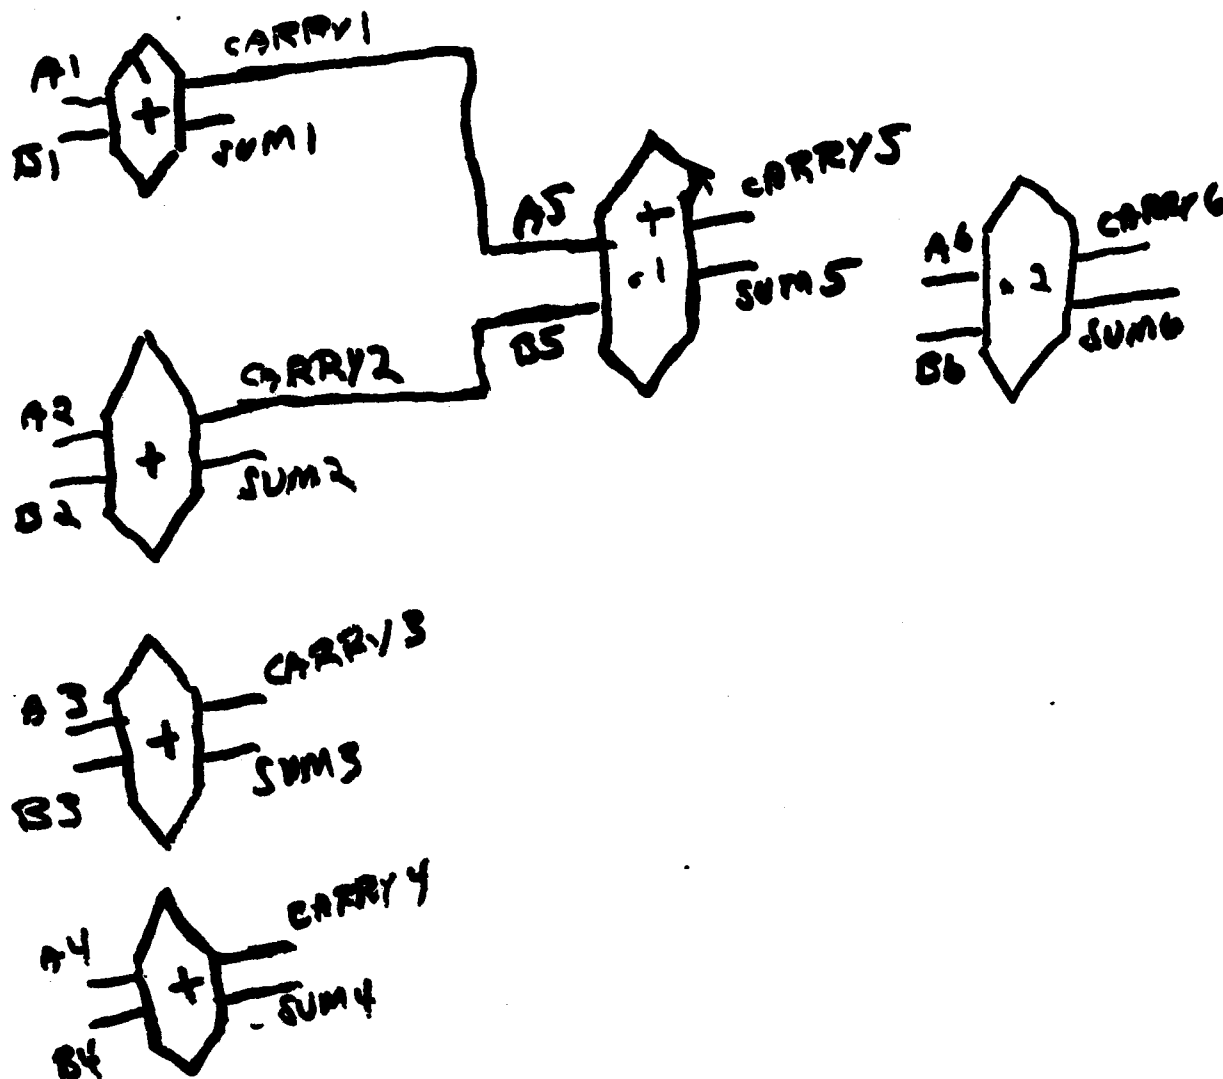 CARRY1
A1
+
B1
SUM1
CARRY5
A5
+
.1
SUM5
B5
CARRY6
A6
.2
B6
SUM6
CARRY2
A2
+
SUM2
B2
CARRY3
A3
+
SUM3
B3
CARRY4
A4
+
SUM4
B4